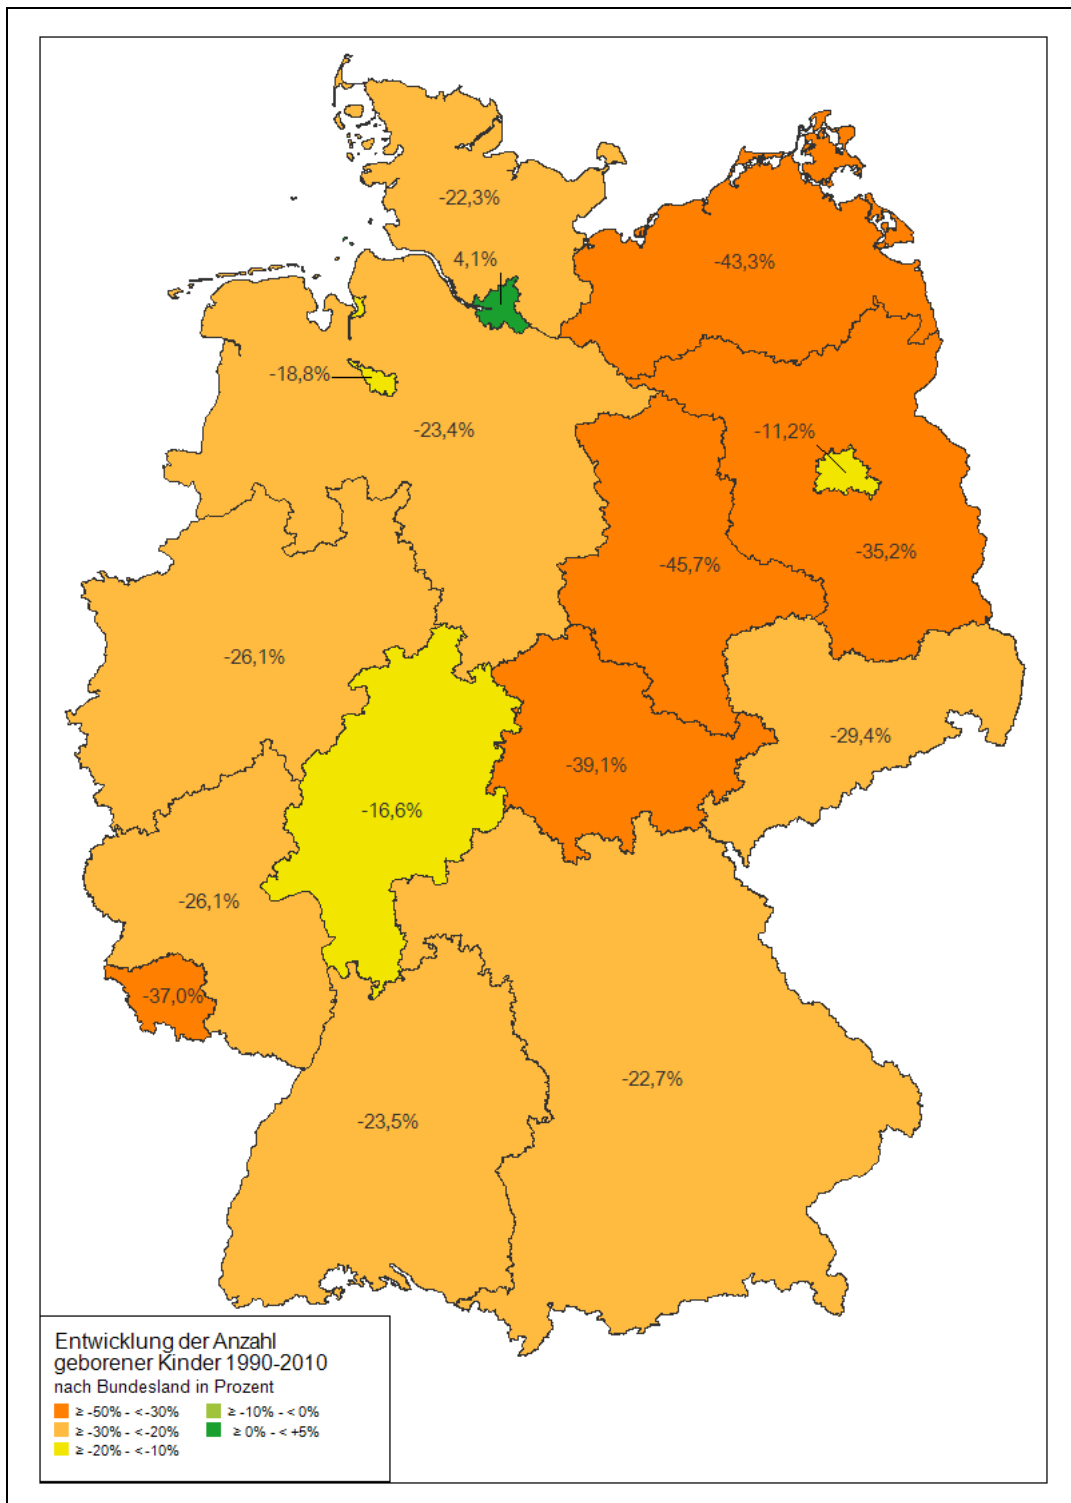 -22,3%
4,1%
-43,3%
-18,8%
-23,4%
-11,2%
-35,2%
-45,7%
-26,1%
-29,4%
-39,1%
-16,6%
-26,1%
-37,0%
-22,7%
-23,5%
Entwicklung der Anzahl
geborener Kinder 1990-2010
nach Bundesland in Prozent
≥ -50% - < -30%
≥ -30% - < -20%
≥ -20% - < -10%
≥ -10% - < 0%
≥ 0% - < +5%